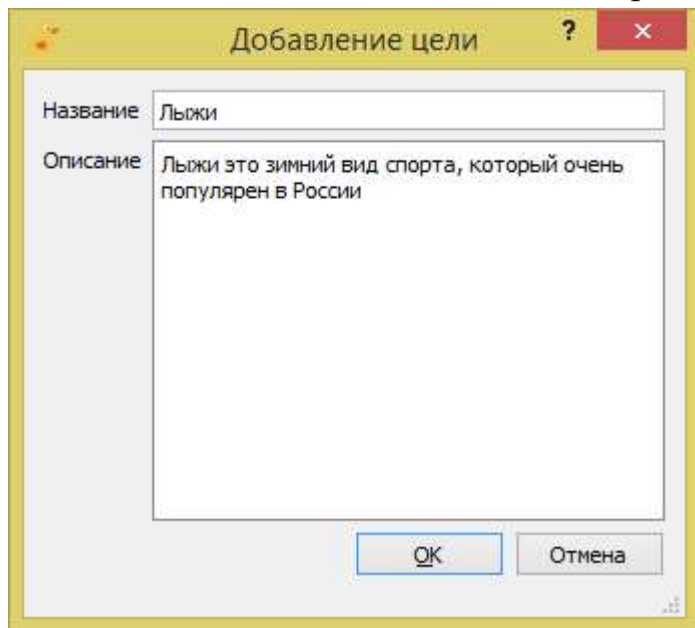 Добавление цели
?
×
Название
Лыжи
Описание
Лыжи это зимний вид спорта, который очень
популярен в России
OK
Отмена